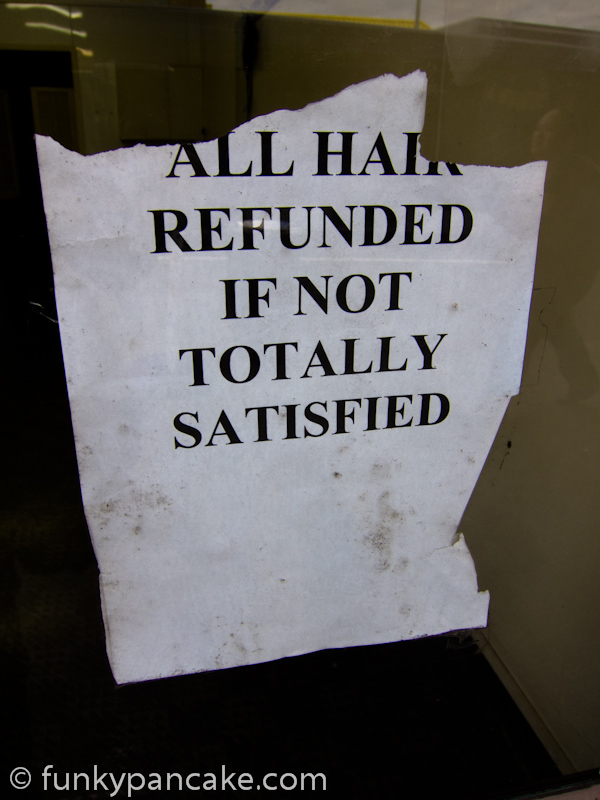 ALL HAIR
REFUNDED
IF NOT
TOTALLY
SATISFIED
© funkypancake.com